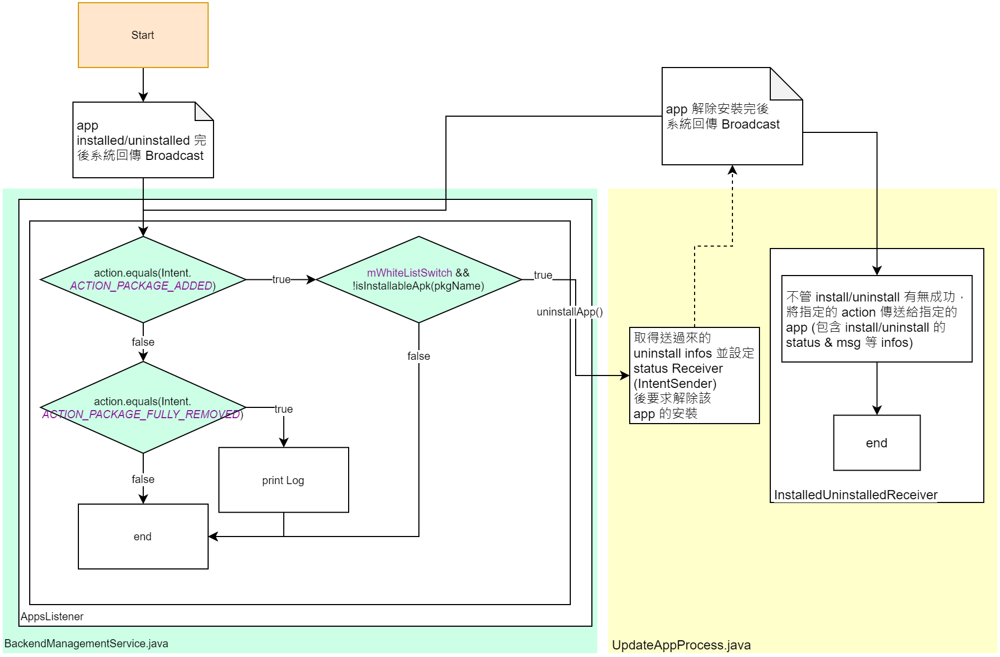 Start
app
installed/uninstalled 完
後系統回傳 Broadcast
app 解除安裝完後
系統回傳 Broadcast
action.equals(Intent.
ACTION_PACKAGE_ADDED)
true
mWhiteListSwitch &&
!isInstallableApk(pkgName)
true
uninstallApp()
false
false
action.equals(Intent.
ACTION_PACKAGE_FULLY_REMOVED)
true
print Log
false
end
AppsListener
BackendManagementService.java
取得送過來的
uninstall infos 並設定
status Receiver
(IntentSender)
後要求解除該
app 的安裝
不管 install/uninstall 有無成功，
將指定的 action 傳送給指定的
app (包含 install/uninstall 的
status & msg 等 infos)
end
InstalledUninstalledReceiver
UpdateAppProcess.java